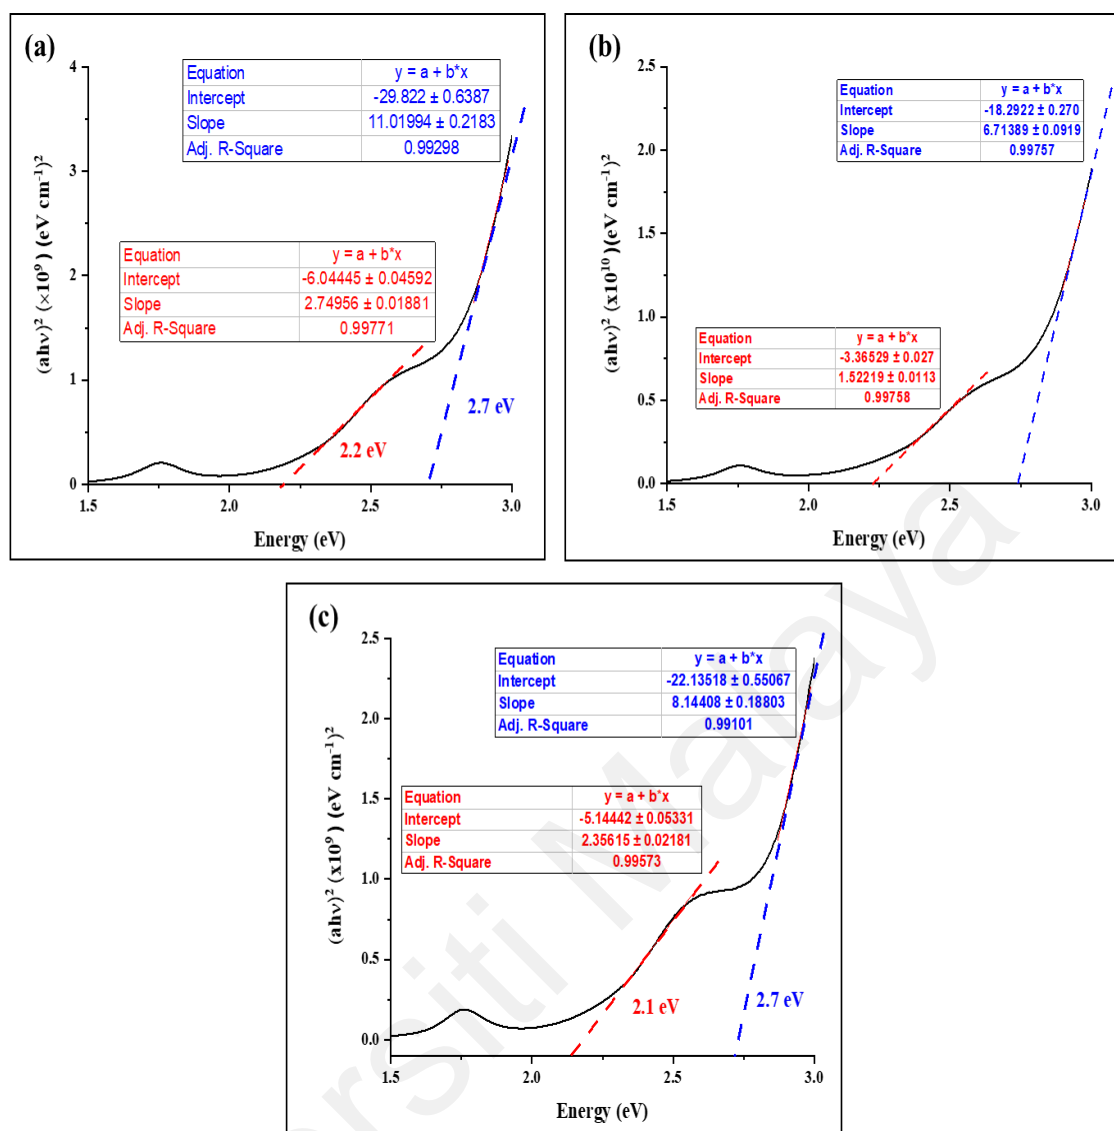 (a)
Equation y = a + b*x
Intercept -29.822 ± 0.6387
Slope 11.01994 ± 0.2183
Adj. R-Square 0.99298
Equation y = a + b*x
Intercept -6.04445 ± 0.04592
Slope 2.74956 ± 0.01881
Adj. R-Square 0.99771
(ahν)² (×10⁹) (eV cm⁻¹)²
4
3
2
1
0
2.2 eV
2.7 eV
1.5 2.0 2.5 3.0
Energy (eV)
(b)
Equation y = a + b*x
Intercept -18.2922 ± 0.270
Slope 6.71389 ± 0.0919
Adj. R-Square 0.99757
Equation y = a + b*x
Intercept -3.36529 ± 0.027
Slope 1.52219 ± 0.0113
Adj. R-Square 0.99758
(ahν)² (x10¹⁰)(eV cm⁻¹)²
2.5
2.0
1.5
1.0
0.5
0.0
1.5 2.0 2.5 3.0
Energy (eV)
(c)
Equation y = a + b*x
Intercept -22.13518 ± 0.55067
Slope 8.14408 ± 0.18803
Adj. R-Square 0.99101
Equation y = a + b*x
Intercept -5.14442 ± 0.05331
Slope 2.35615 ± 0.02181
Adj. R-Square 0.99573
(ahν)² (x10⁹) (eV cm⁻¹)²
2.5
2.0
1.5
1.0
0.5
0.0
2.1 eV
2.7 eV
1.5 2.0 2.5 3.0
Energy (eV)
ersiti Malaya